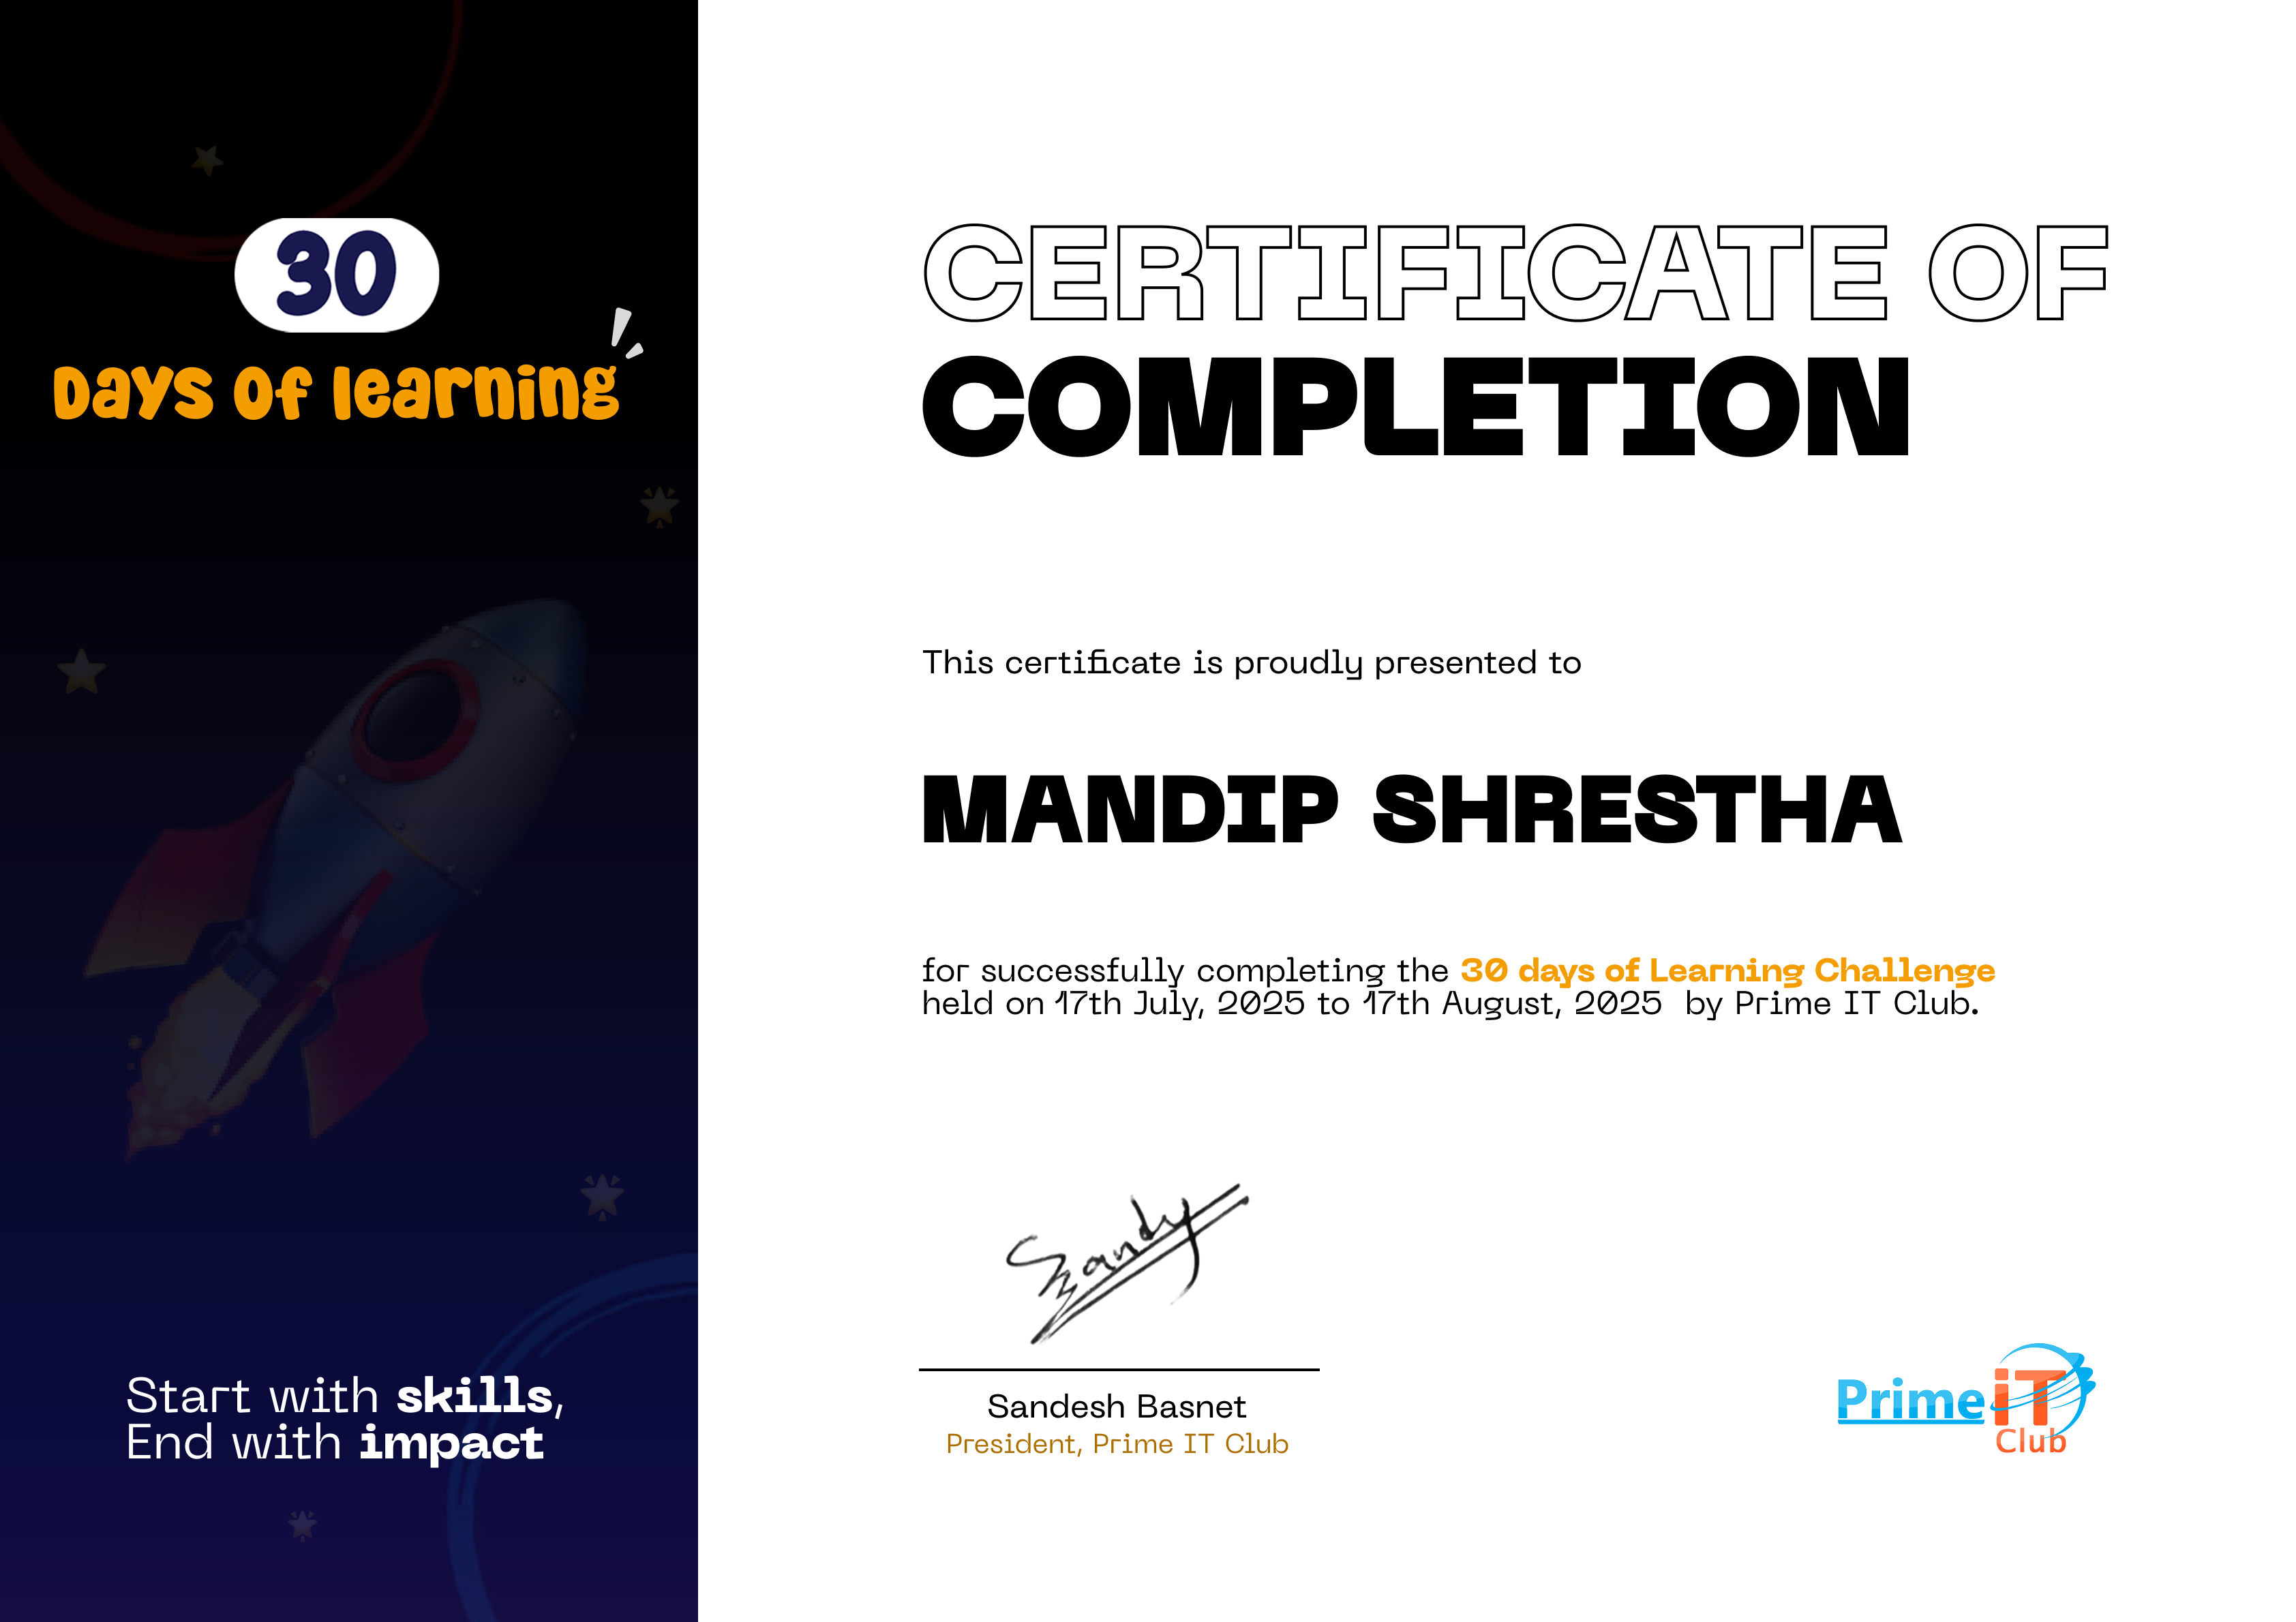 30
Days of learning
Start with skills,
End with impact
CERTIFICATE OF
COMPLETION
This certificate is proudly presented to
MANDIP SHRESTHA
for successfully completing the 30 days of Learning Challenge
held on 17th July, 2025 to 17th August, 2025 by Prime IT Club.
Sandy
Sandesh Basnet
President, Prime IT Club
Prime iT
Club